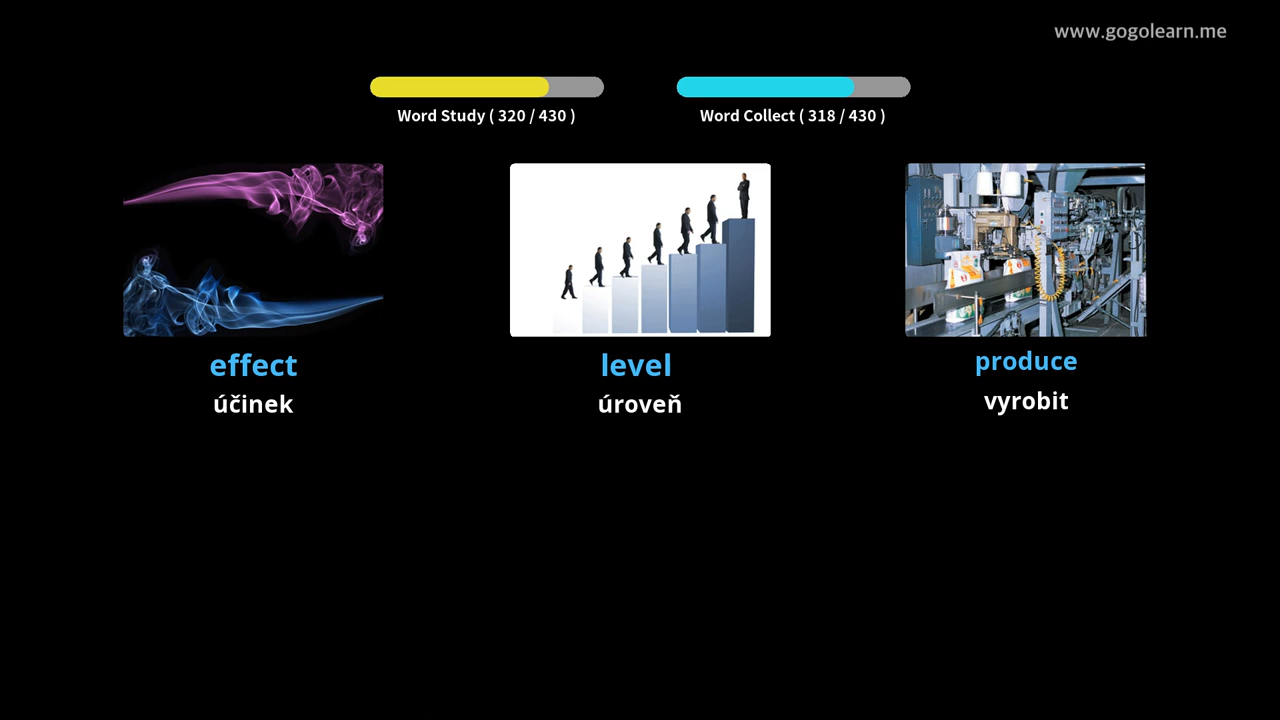 www.gogolearn.me
Word Study ( 320 / 430 )
Word Collect ( 318 / 430 )
effect
level
produce
účinek
úroveň
vyrobit